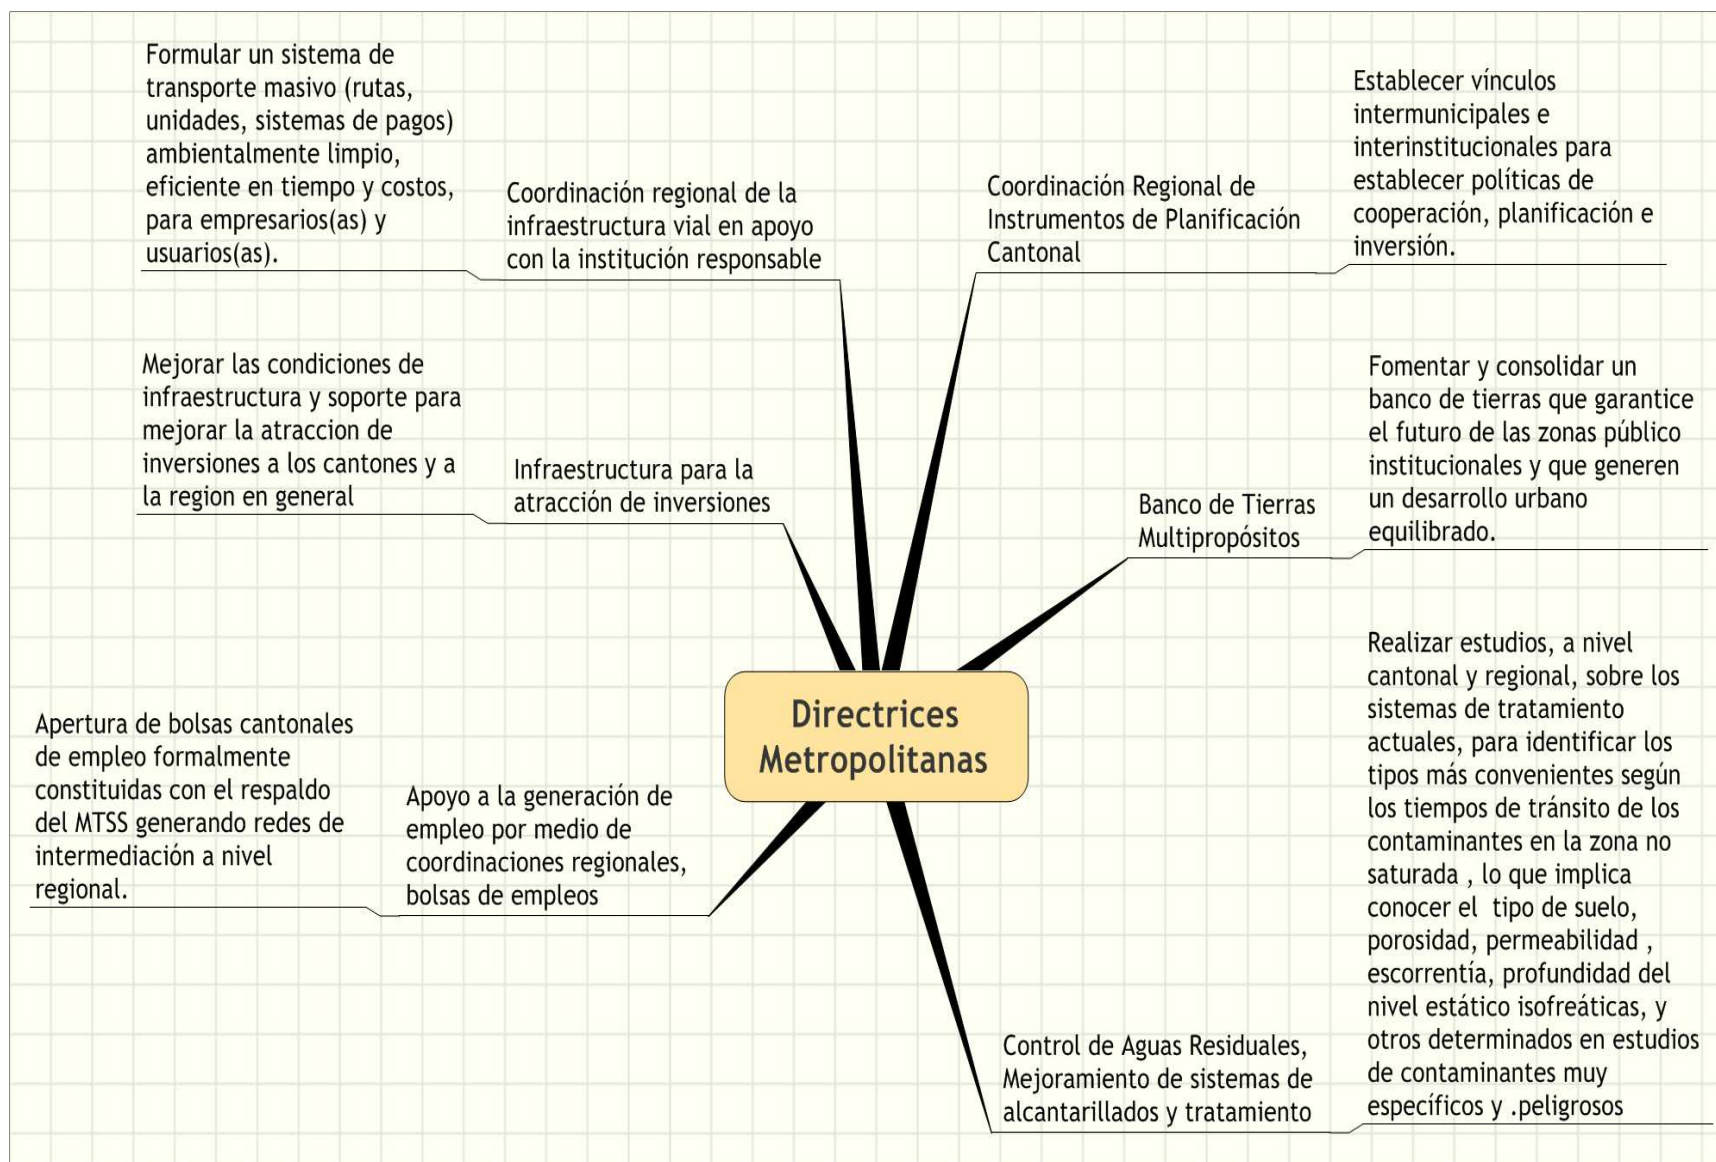 Formular un sistema de
transporte masivo (rutas,
unidades, sistemas de pagos)
ambientalmente limpio,
eficiente en tiempo y costos,
para empresarios(as) y
usuarios(as).
Coordinación regional de la
infraestructura vial en apoyo
con la institución responsable
Coordinación Regional de
Instrumentos de Planificación
Cantonal
Establecer vínculos
intermunicipales e
interinstitucionales para
establecer políticas de
cooperación, planificación e
inversión.
Mejorar las condiciones de
infraestructura y soporte para
mejorar la atraccion de
inversiones a los cantones y a
la region en general
Infraestructura para la
atracción de inversiones
Banco de Tierras
Multipropósitos
Fomentar y consolidar un
banco de tierras que garantice
el futuro de las zonas público
institucionales y que generen
un desarrollo urbano
equilibrado.
Directrices
Metropolitanas
Apertura de bolsas cantonales
de empleo formalmente
constituidas con el respaldo
del MTSS generando redes de
intermediación a nivel
regional.
Apoyo a la generación de
empleo por medio de
coordinaciones regionales,
bolsas de empleos
Control de Aguas Residuales,
Mejoramiento de sistemas de
alcantarillados y tratamiento
Realizar estudios, a nivel
cantonal y regional, sobre los
sistemas de tratamiento
actuales, para identificar los
tipos más convenientes según
los tiempos de tránsito de los
contaminantes en la zona no
saturada , lo que implica
conocer el  tipo de suelo,
porosidad, permeabilidad ,
escorrentía, profundidad del
nivel estático isofreáticas, y
otros determinados en estudios
de contaminantes muy
específicos y .peligrosos